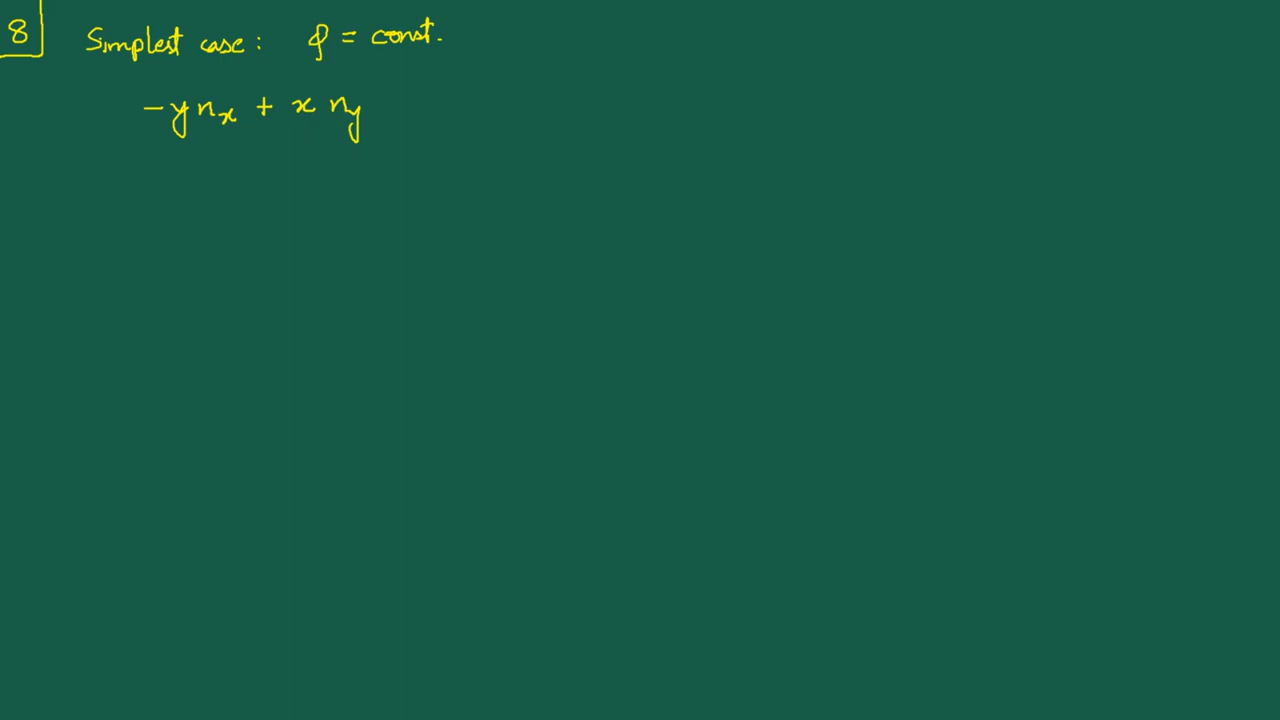 8
Simplest case: φ = const.
-y n_x + x n_y